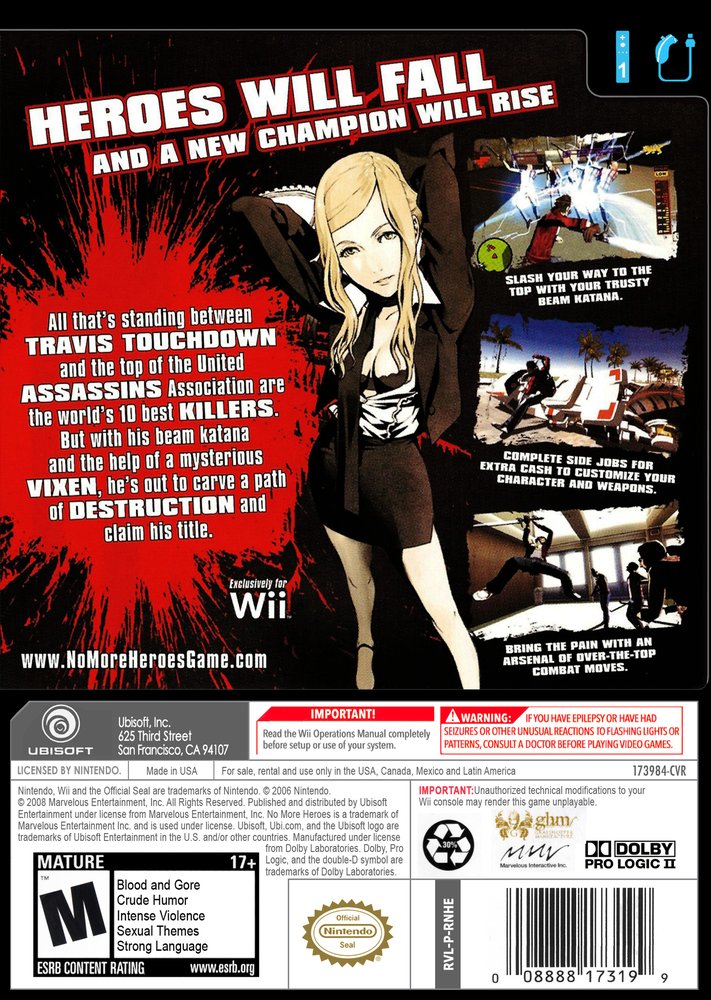 1
HEROES WILL FALL
AND A NEW CHAMPION WILL RISE
All that's standing between
TRAVIS TOUCHDOWN
and the top of the United
ASSASSINS Association are
the world's 10 best KILLERS.
But with his beam katana
and the help of a mysterious
VIXEN, he's out to carve a path
of DESTRUCTION and
claim his title.
SLASH YOUR WAY TO THE
TOP WITH YOUR TRUSTY
BEAM KATANA.
COMPLETE SIDE JOBS FOR
EXTRA CASH TO CUSTOMIZE YOUR
CHARACTER AND WEAPONS.
BRING THE PAIN WITH AN
ARSENAL OF OVER-THE-TOP
COMBAT MOVES.
Exclusively for
Wii
www.NoMoreHeroesGame.com
UBISOFT
Ubisoft, Inc.
625 Third Street
San Francisco, CA 94107
IMPORTANT!
Read the Wii Operations Manual completely
before setup or use of your system.
WARNING: IF YOU HAVE EPILEPSY OR HAVE HAD
SEIZURES OR OTHER UNUSUAL REACTIONS TO FLASHING LIGHTS OR
PATTERNS, CONSULT A DOCTOR BEFORE PLAYING VIDEO GAMES.
LICENSED BY NINTENDO.
Made in USA
For sale, rental and use only in the USA, Canada, Mexico and Latin America
173984-CVR
Nintendo, Wii and the Official Seal are trademarks of Nintendo. © 2006 Nintendo.
© 2008 Marvelous Entertainment, Inc. All Rights Reserved. Published and distributed by Ubisoft
Entertainment under license from Marvelous Entertainment, Inc. No More Heroes is a trademark of
Marvelous Entertainment Inc. and is used under license. Ubisoft, Ubi.com, and the Ubisoft logo are
trademarks of Ubisoft Entertainment in the U.S. and/or other countries. Manufactured under license
from Dolby Laboratories. Dolby, Pro
Logic, and the double-D symbol are
trademarks of Dolby Laboratories.
IMPORTANT:Unauthorized technical modifications to your
Wii console may render this game unplayable.
30%
ghm
GRASSHOPPER
MANUFACTURE
Marvelous Interactive Inc.
DOLBY
PRO LOGIC II
MATURE 17+
M
Blood and Gore
Crude Humor
Intense Violence
Sexual Themes
Strong Language
ESRB CONTENT RATING www.esrb.org
Official
Nintendo
Seal
RVL-P-RNHE
0 08888 17319 9